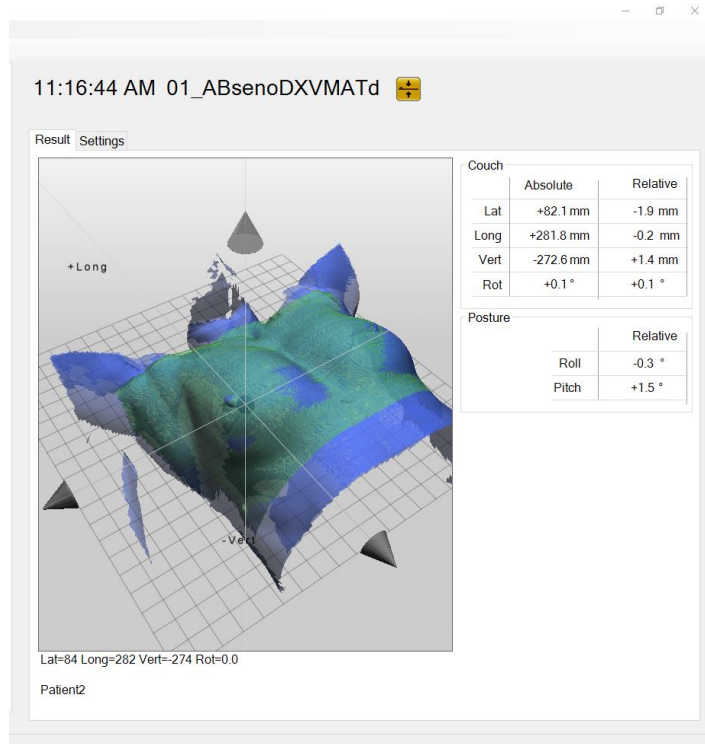 11:16:44 AM 01_ABsenoDXVMATd
Result Settings
Couch
Absolute Relative
Lat +82.1 mm -1.9 mm
Long +281.8 mm -0.2 mm
Vert -272.6 mm +1.4 mm
Rot +0.1 ° +0.1 °
Posture
Relative
Roll -0.3 °
Pitch +1.5 °
+Long
-Vert
Lat=84 Long=282 Vert=-274 Rot=0.0
Patient2